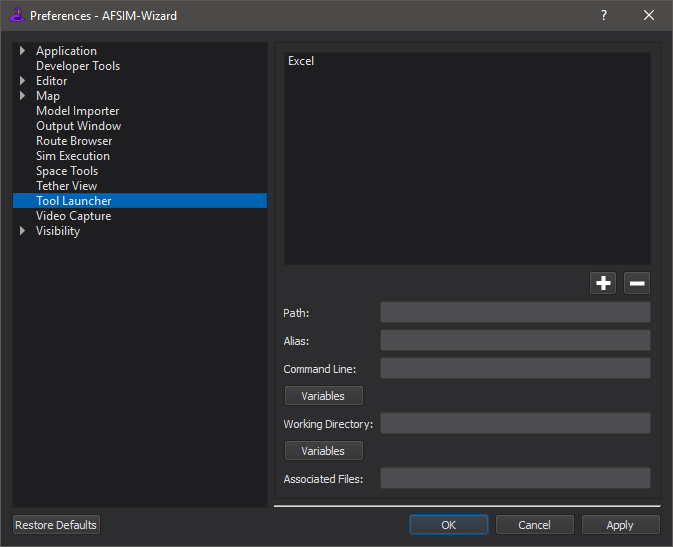 Preferences - AFSIM-Wizard
?
Application
Developer Tools
Editor
Map
Model Importer
Output Window
Route Browser
Sim Execution
Space Tools
Tether View
Tool Launcher
Video Capture
Visibility
Excel
Path:
Alias:
Command Line:
Variables
Working Directory:
Variables
Associated Files:
Restore Defaults
OK
Cancel
Apply